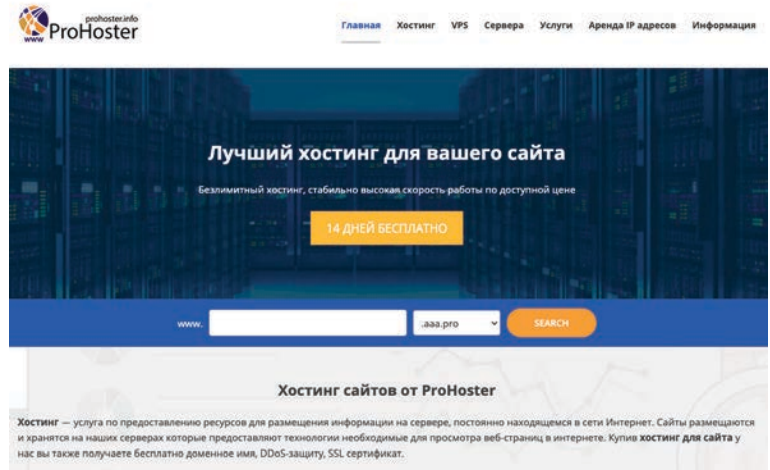 prohoster.info
ProHoster
www
Главная Хостинг VPS Сервера Услуги Аренда IP адресов Информация
Лучший хостинг для вашего сайта
Безлимитный хостинг, стабильно высокая скорость работы по доступной цене
14 ДНЕЙ БЕСПЛАТНО
www. .aaa.pro SEARCH
Хостинг сайтов от ProHoster
Хостинг — услуга по предоставлению ресурсов для размещения информации на сервере, постоянно находящемся в сети Интернет. Сайты размещаются
и хранятся на наших серверах которые предоставляют технологии необходимые для просмотра веб-страниц в интернете. Купив хостинг для сайта у
нас вы также получаете бесплатно доменное имя, DDoS-защиту, SSL сертификат.